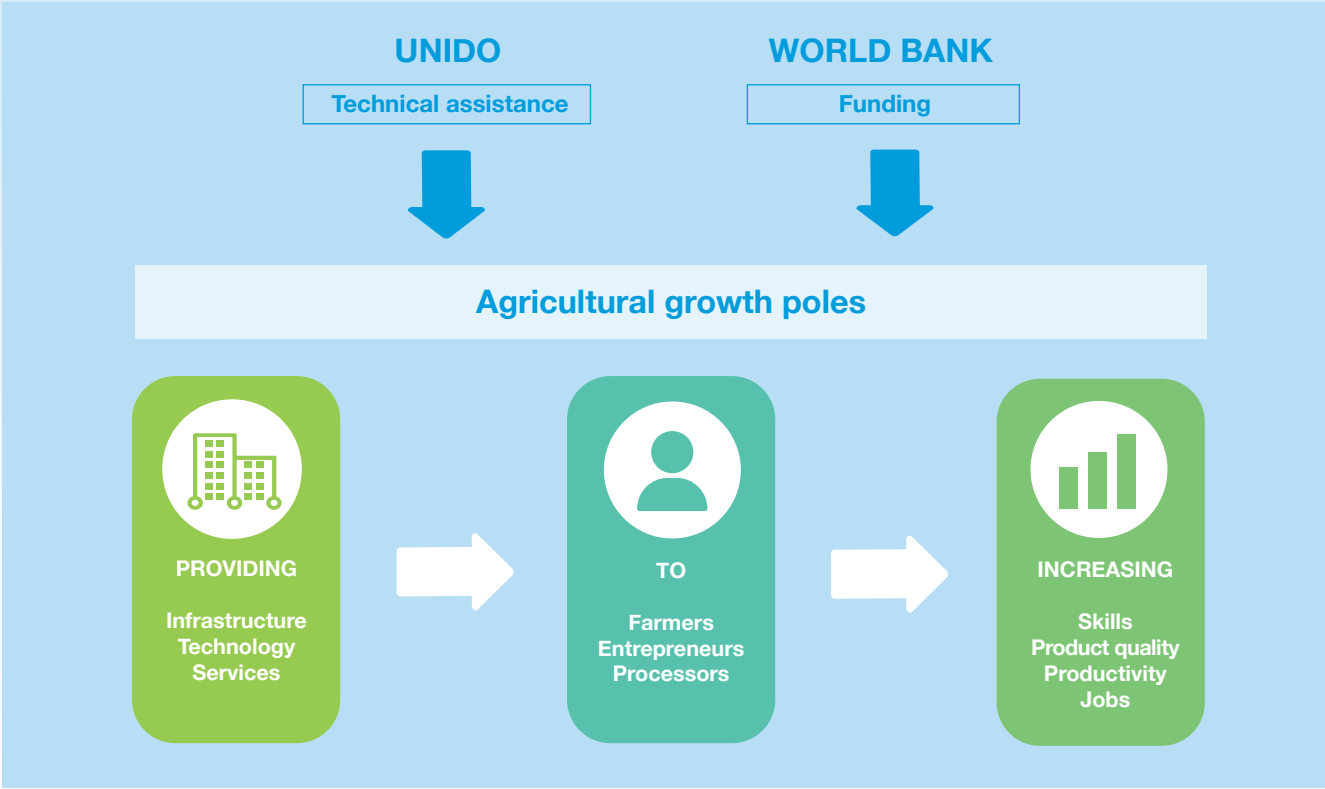 UNIDO
WORLD BANK
Technical assistance
Funding
Agricultural growth poles
PROVIDING
Infrastructure
Technology
Services
TO
Farmers
Entrepreneurs
Processors
INCREASING
Skills
Product quality
Productivity
Jobs